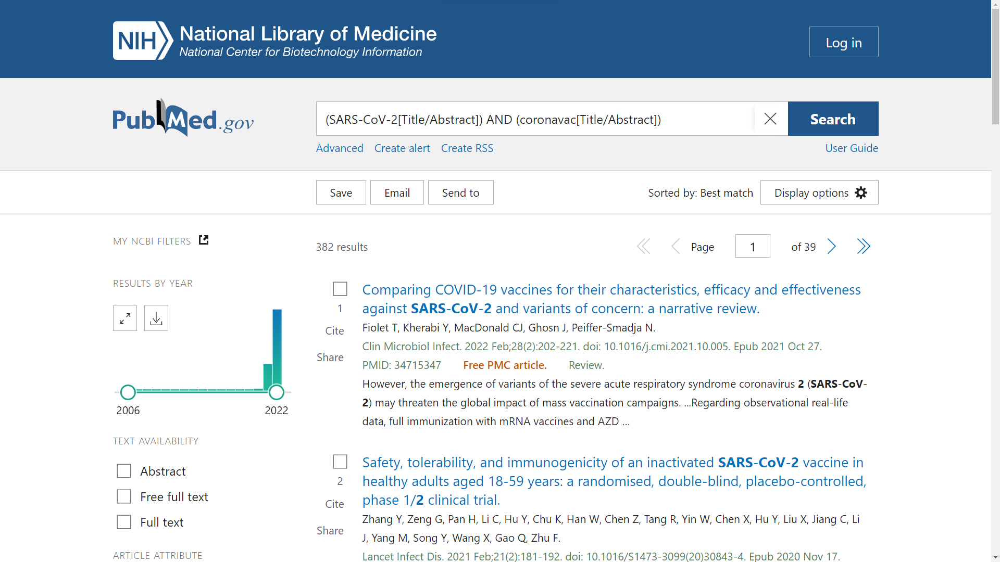 NIH
National Library of Medicine
National Center for Biotechnology Information
Log in
PubMed.gov
(SARS-CoV-2[Title/Abstract]) AND (coronavac[Title/Abstract])
Search
Advanced
Create alert
Create RSS
User Guide
Save
Email
Send to
Sorted by: Best match
Display options
MY NCBI FILTERS
382 results
Page
1
of 39
RESULTS BY YEAR
2006
2022
TEXT AVAILABILITY
Abstract
Free full text
Full text
ARTICLE ATTRIBUTE
1
Cite
Share
Comparing COVID-19 vaccines for their characteristics, efficacy and effectiveness
against SARS-CoV-2 and variants of concern: a narrative review.
Fiolet T, Kherabi Y, MacDonald CJ, Ghosn J, Peiffer-Smadja N.
Clin Microbiol Infect. 2022 Feb;28(2):202-221. doi: 10.1016/j.cmi.2021.10.005. Epub 2021 Oct 27.
PMID: 34715347 Free PMC article. Review.
However, the emergence of variants of the severe acute respiratory syndrome coronavirus 2 (SARS-CoV-
2) may threaten the global impact of mass vaccination campaigns. ...Regarding observational real-life
data, full immunization with mRNA vaccines and AZD ...
2
Cite
Share
Safety, tolerability, and immunogenicity of an inactivated SARS-CoV-2 vaccine in
healthy adults aged 18-59 years: a randomised, double-blind, placebo-controlled,
phase 1/2 clinical trial.
Zhang Y, Zeng G, Pan H, Li C, Hu Y, Chu K, Han W, Chen Z, Tang R, Yin W, Chen X, Hu Y, Liu X, Jiang C, Li
J, Yang M, Song Y, Wang X, Gao Q, Zhu F.
Lancet Infect Dis. 2021 Feb;21(2):181-192. doi: 10.1016/S1473-3099(20)30843-4. Epub 2020 Nov 17.